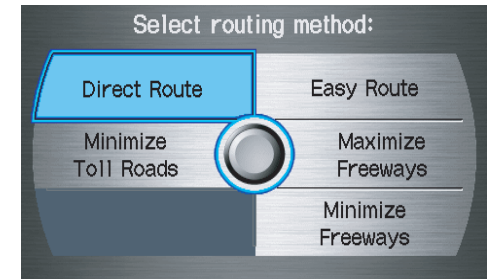 Select routing method:
Direct Route
Easy Route
Minimize
Toll Roads
Maximize
Freeways
Minimize
Freeways